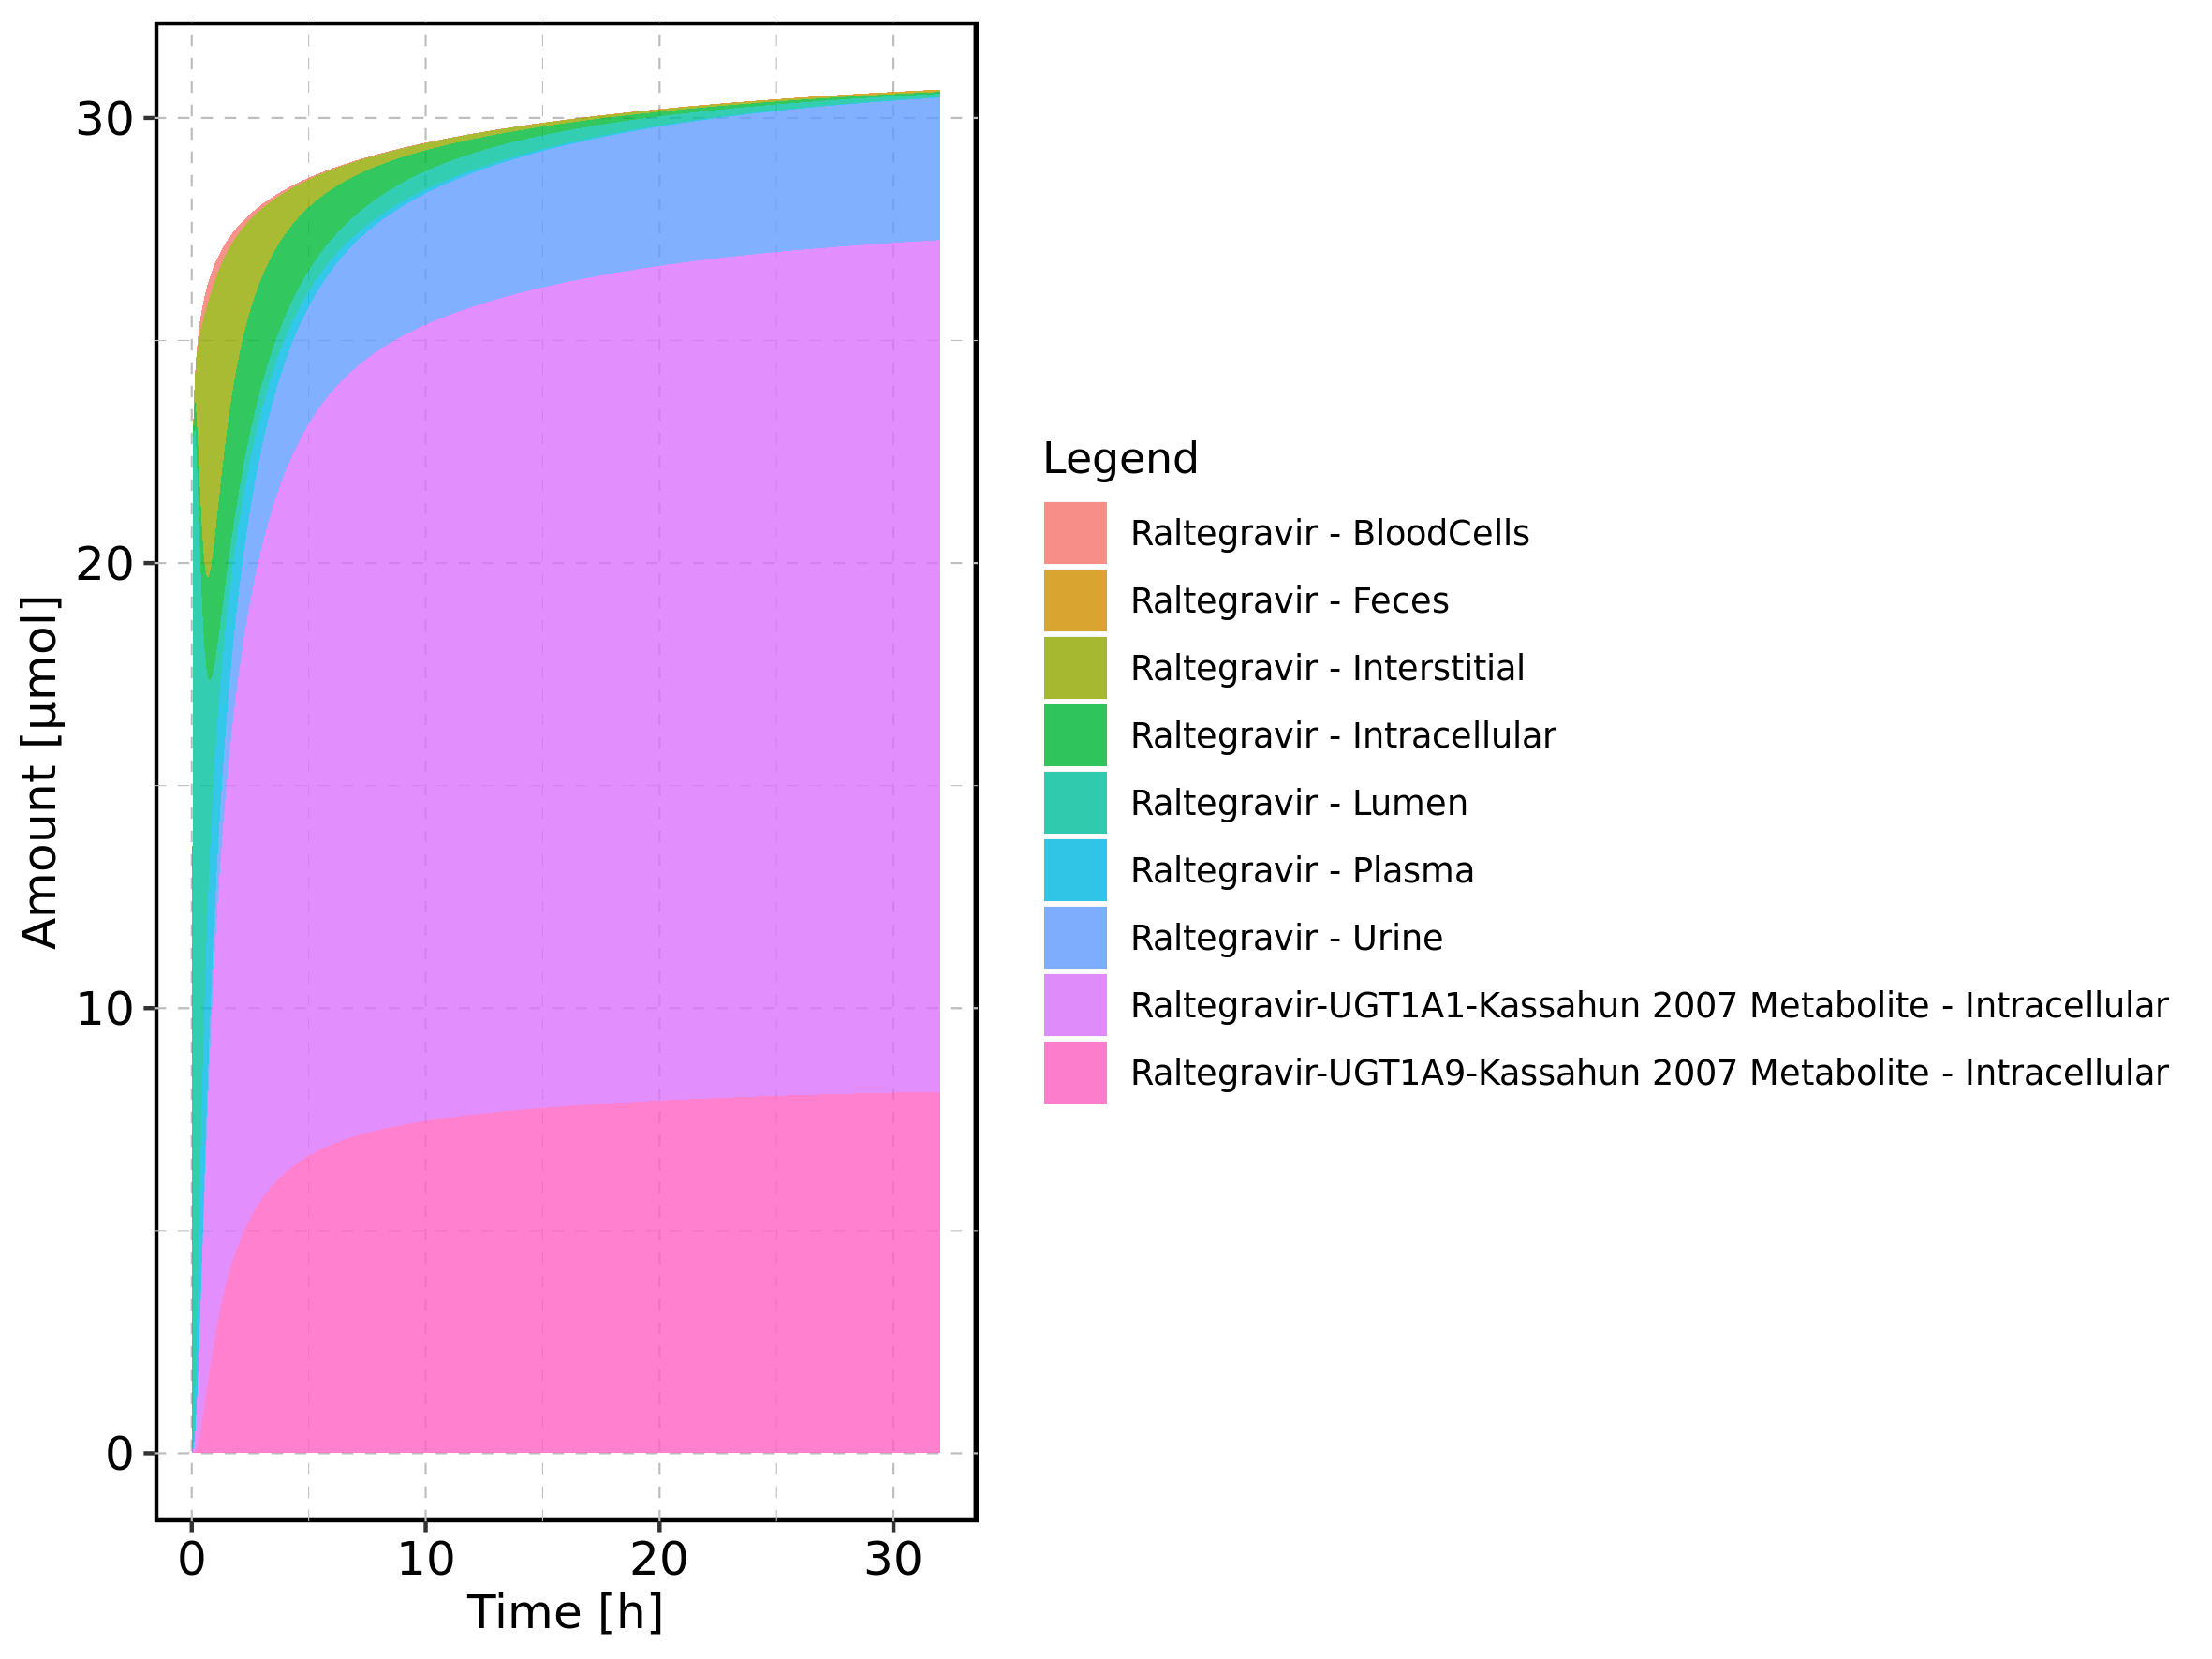 30
20
10
0
Amount [µmol]
0 10 20 30
Time [h]
Legend
Raltegravir - BloodCells
Raltegravir - Feces
Raltegravir - Interstitial
Raltegravir - Intracellular
Raltegravir - Lumen
Raltegravir - Plasma
Raltegravir - Urine
Raltegravir-UGT1A1-Kassahun 2007 Metabolite - Intracellular
Raltegravir-UGT1A9-Kassahun 2007 Metabolite - Intracellular